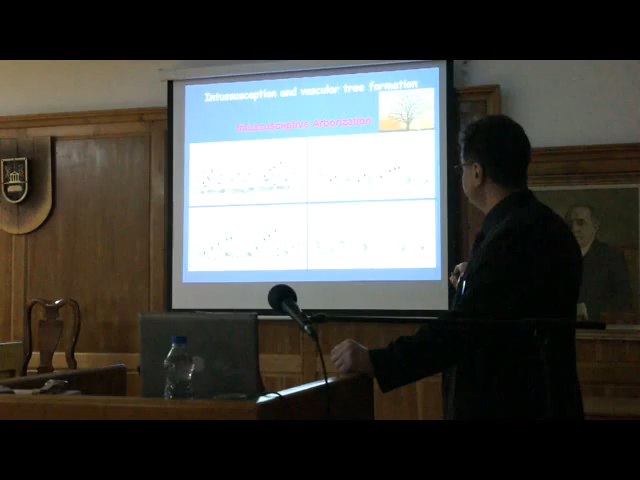 Intussusception and vascular tree formation
Intussusceptive Arborization